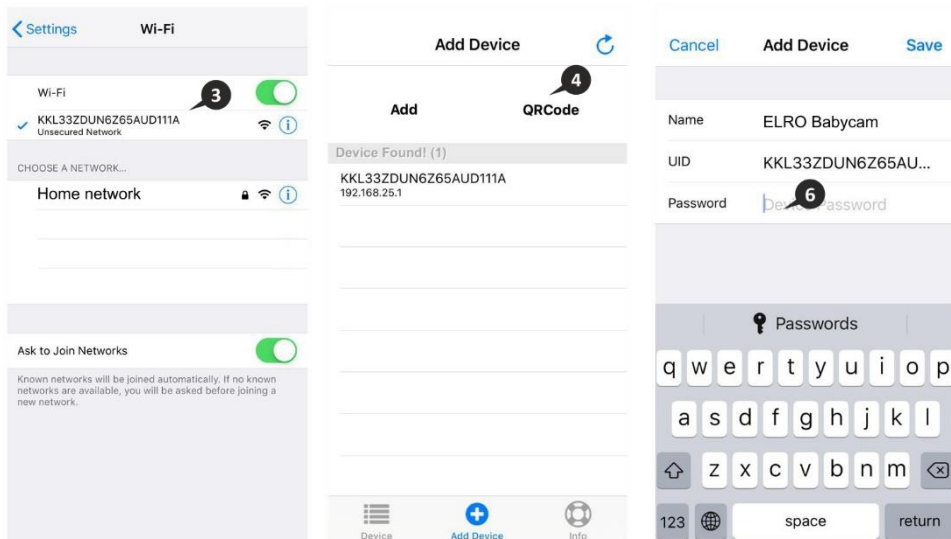 Settings Wi-Fi
Wi-Fi
3
KKL33ZDUN6Z65AUD111A
Unsecured Network
CHOOSE A NETWORK...
Home network
Ask to Join Networks
Known networks will be joined automatically. If no known
networks are available, you will be asked before joining a
new network.
Add Device
4
Add QRCode
Device Found! (1)
KKL33ZDUN6Z65AUD111A
192.168.25.1
Device Add Device Info
Cancel Add Device Save
Name ELRO Babycam
UID KKL33ZDUN6Z65AU...
Password Password
6
Passwords
q w e r t y u i o p
a s d f g h j k l
z x c v b n m
123 space return